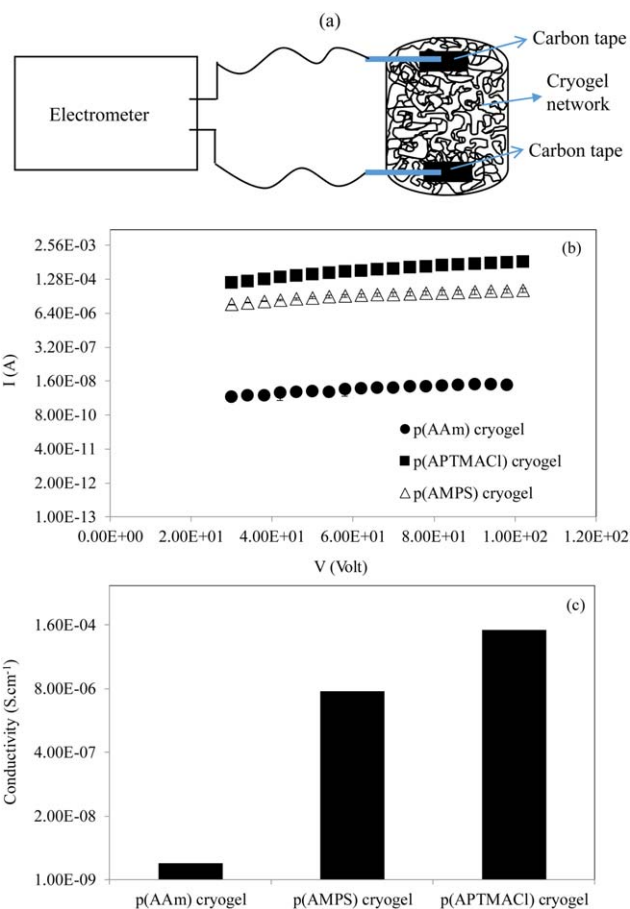 (a)
Carbon tape
Electrometer
Cryogel
network
Carbon tape
(b)
2.56E-03
1.28E-04
6.40E-06
3.20E-07
1.60E-08
8.00E-10
4.00E-11
2.00E-12
1.00E-13
I (A)
p(AAm) cryogel
p(APTMACl) cryogel
p(AMPS) cryogel
0.00E+00 2.00E+01 4.00E+01 6.00E+01 8.00E+01 1.00E+02 1.20E+02
V (Volt)
(c)
1.60E-04
8.00E-06
4.00E-07
2.00E-08
1.00E-09
Conductivity (S.cm-1)
p(AAm) cryogel p(AMPS) cryogel p(APTMACl) cryogel